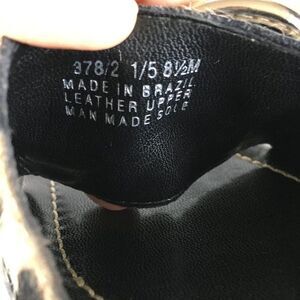 378/2 1/5 8½M
MADE IN BRAZIL
LEATHER UPPER
MAN MADE SOLE